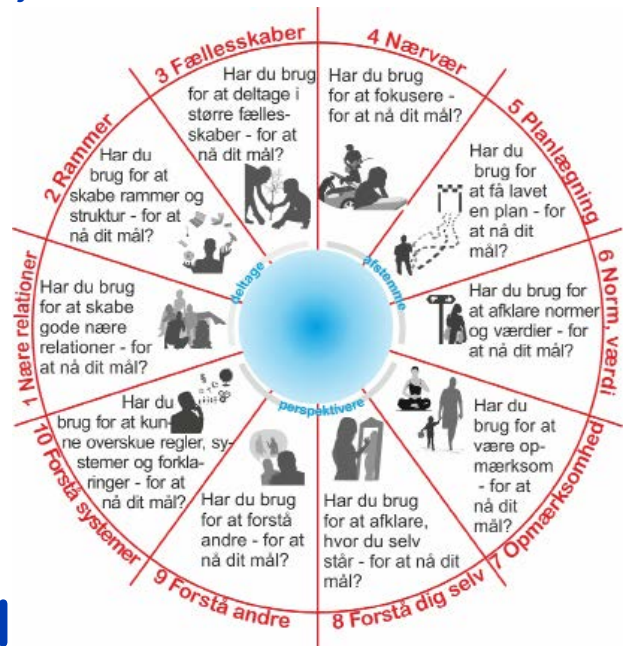 1 Nære relationer
Har du brug
for at skabe
gode nære
relationer - for
at nå dit mål?
2 Rammer
Har du
brug for at
skabe rammer og
struktur - for at
nå dit mål?
3 Fællesskaber
Har du brug
for at deltage i
større fælles-
skaber - for at
nå dit mål?
4 Nærvær
Har du brug
for at fokusere -
for at nå dit mål?
5 Planlægning
Har du
brug for
at få lavet
en plan - for
at nå dit
mål?
6 Norm, værdi
Har du brug for
at afklare normer
og værdier - for
at nå dit mål?
7 Opmærksomhed
Har du
brug for at
være op-
mærksom
- for at
nå dit
mål?
8 Forstå dig selv
Har du brug
for at afklare,
hvor du selv
står - for at nå dit
mål?
9 Forstå andre
Har du brug
for at forstå
andre - for at
nå dit mål?
10 Forstå systemer
Har du
brug for at kun-
ne overskue regler, sy-
stemer og forkla-
ringer - for at
nå dit mål?
deltage
afstemme
perspektivere